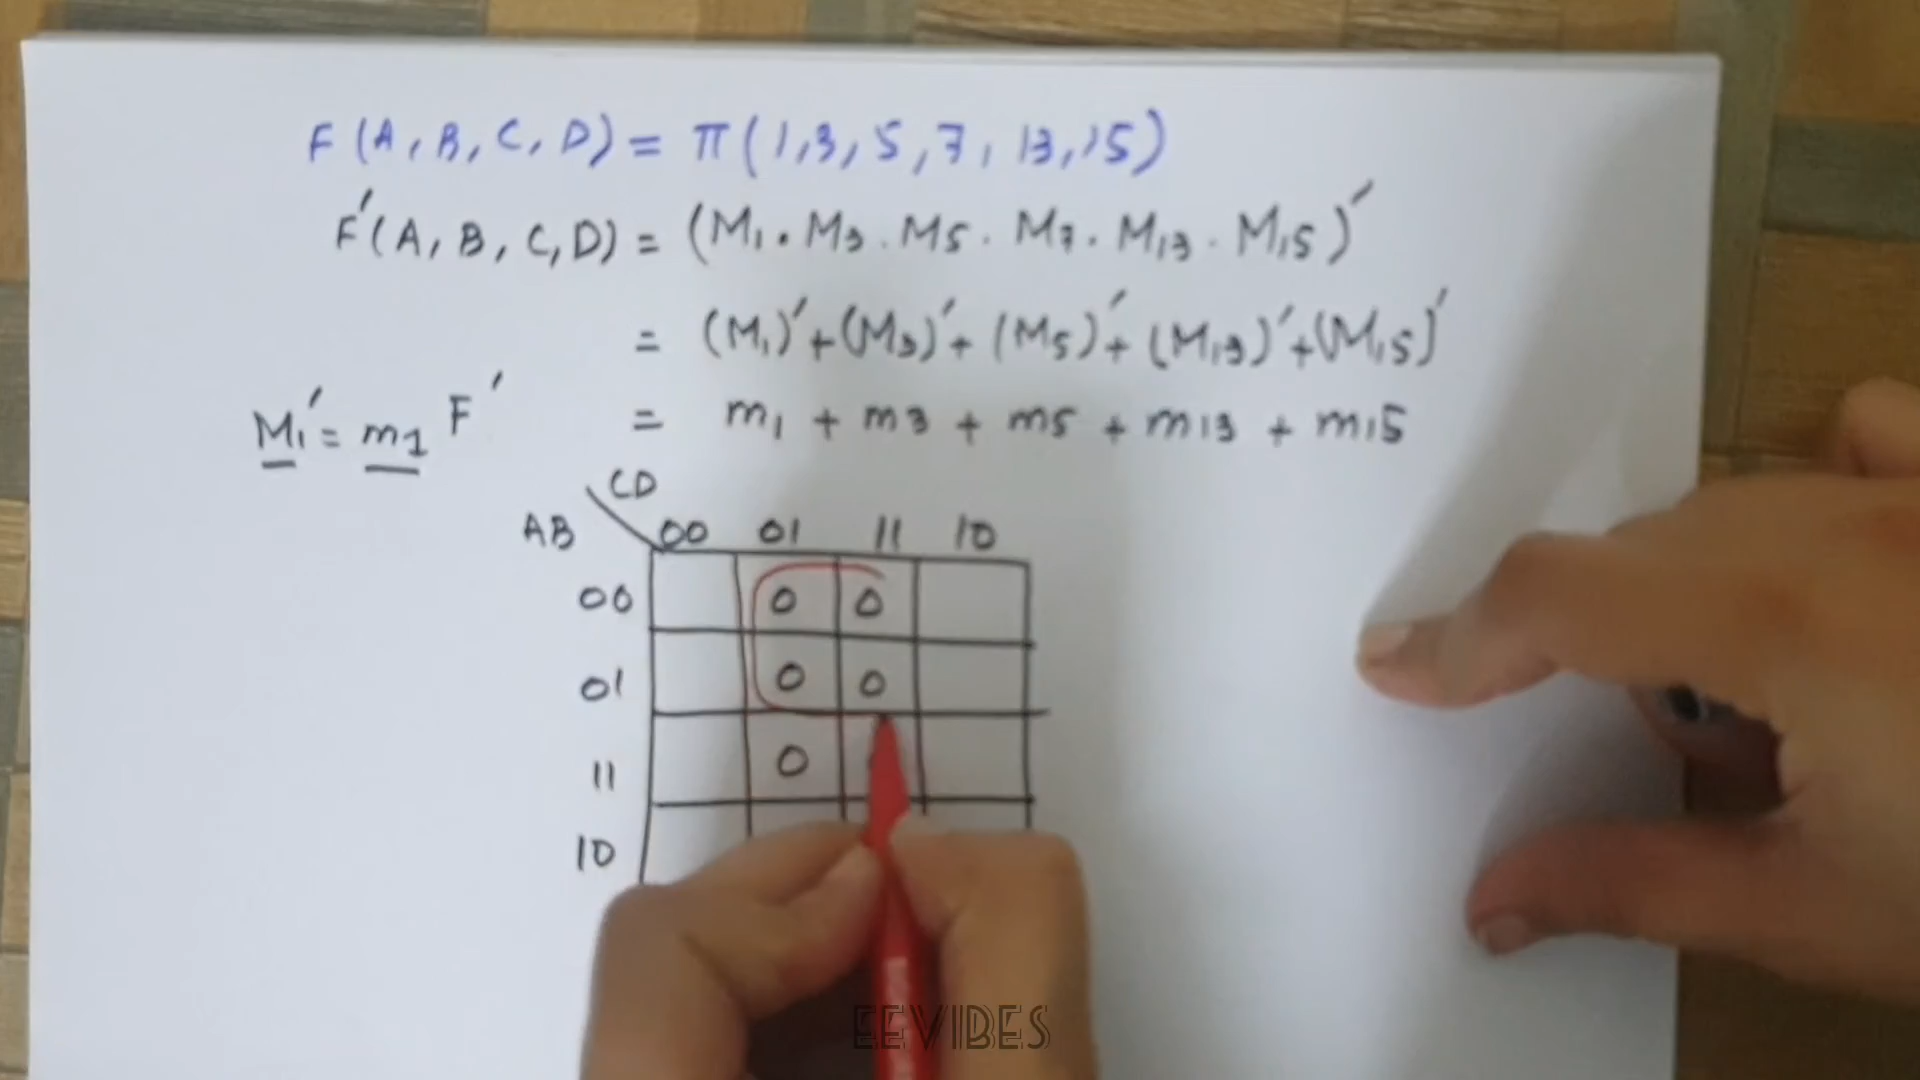 F (A, B, C, D) = π (1,3, 5, 7, 13, 15)
F'(A, B, C, D) = (M1 . M3 . M5 . M7 . M13 . M15)'
= (M1)' + (M3)' + (M5)' + (M13)' + (M15)'
M1' = m1 F' = m1 + m3 + m5 + m13 + m15
CD
AB 00 01 11 10
00 0 0
01 0 0
11 0
10
EEVIBES